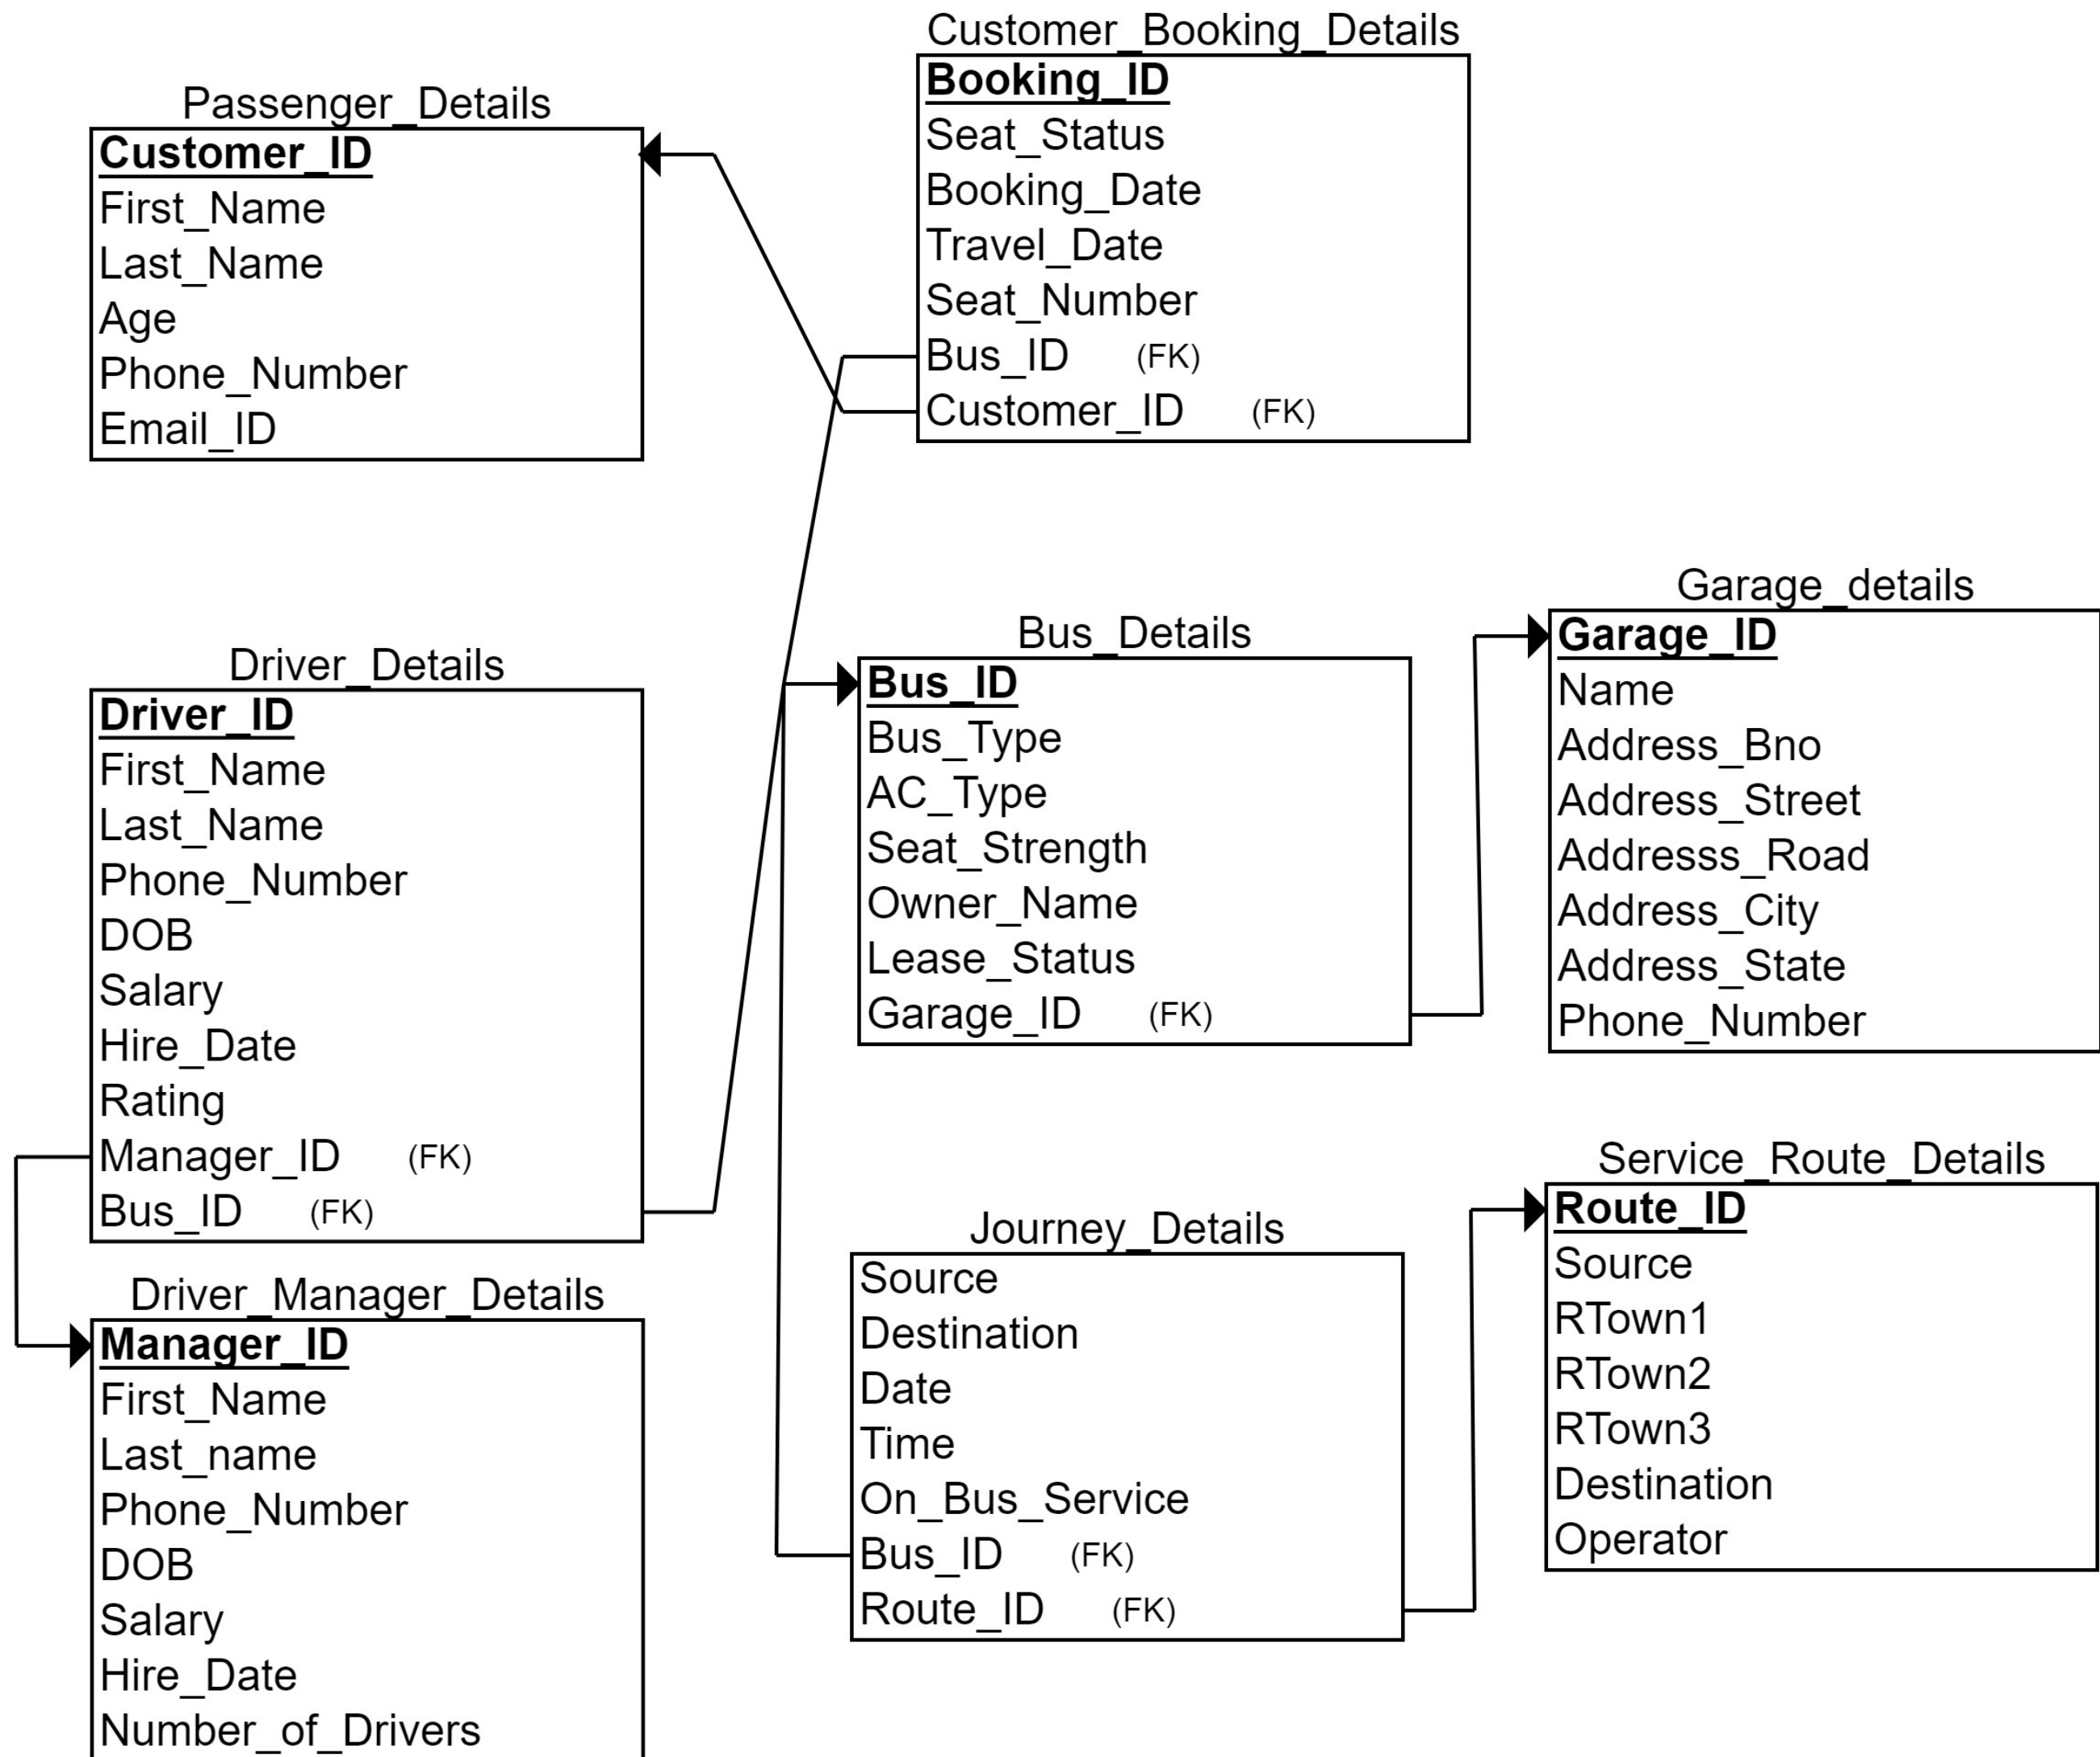 Customer_Booking_Details
Booking_ID
Seat_Status
Booking_Date
Travel_Date
Seat_Number
Bus_ID (FK)
Customer_ID (FK)
Passenger_Details
Customer_ID
First_Name
Last_Name
Age
Phone_Number
Email_ID
Garage_details
Garage_ID
Name
Address_Bno
Address_Street
Addresss_Road
Address_City
Address_State
Phone_Number
Bus_Details
Bus_ID
Bus_Type
AC_Type
Seat_Strength
Owner_Name
Lease_Status
Garage_ID (FK)
Driver_Details
Driver_ID
First_Name
Last_Name
Phone_Number
DOB
Salary
Hire_Date
Rating
Manager_ID (FK)
Bus_ID (FK)
Service_Route_Details
Route_ID
Source
RTown1
RTown2
RTown3
Destination
Operator
Journey_Details
Source
Destination
Date
Time
On_Bus_Service
Bus_ID (FK)
Route_ID (FK)
Driver_Manager_Details
Manager_ID
First_Name
Last_name
Phone_Number
DOB
Salary
Hire_Date
Number_of_Drivers